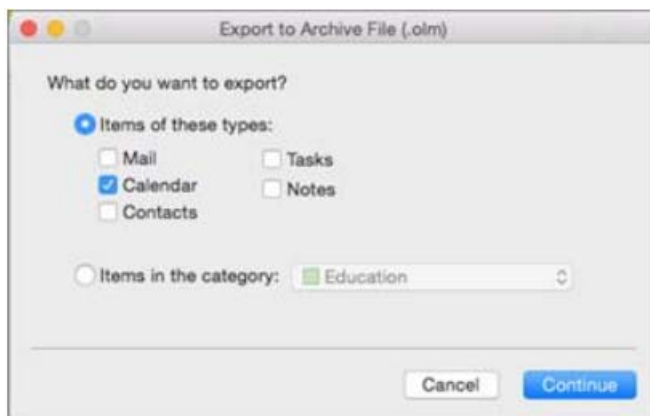 Export to Archive File (.olm)
What do you want to export?
Items of these types:
Mail Tasks
Calendar Notes
Contacts
Items in the category: Education
Cancel Continue